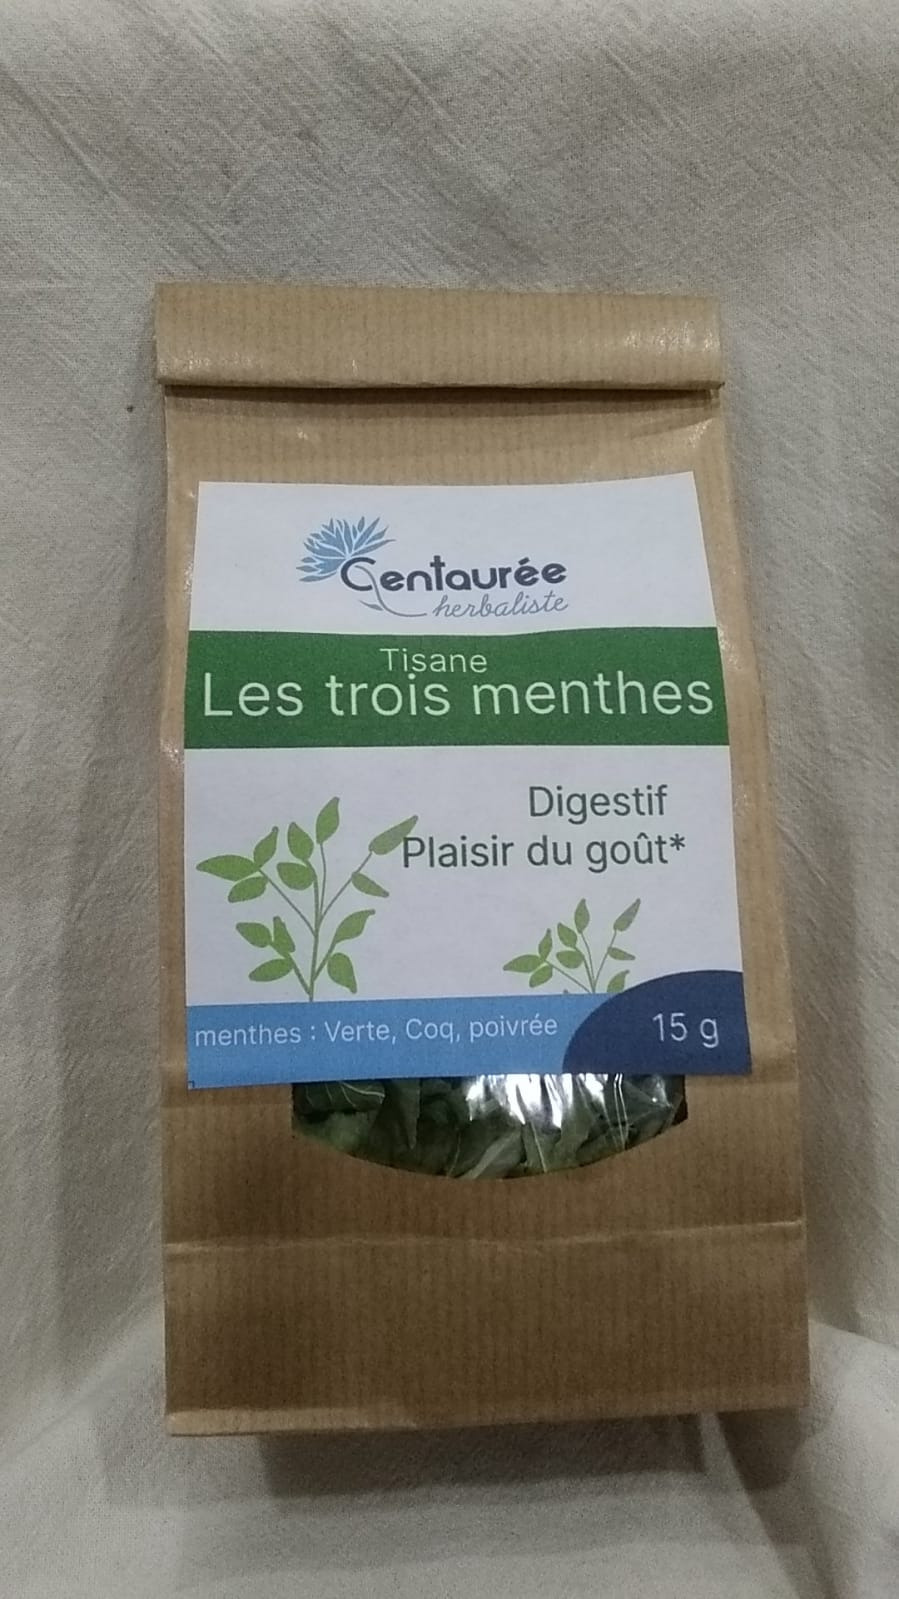 Centaurée
herbaliste
Tisane
Les trois menthes
Digestif
Plaisir du goût*
menthes : Verte, Coq, poivrée
15 g